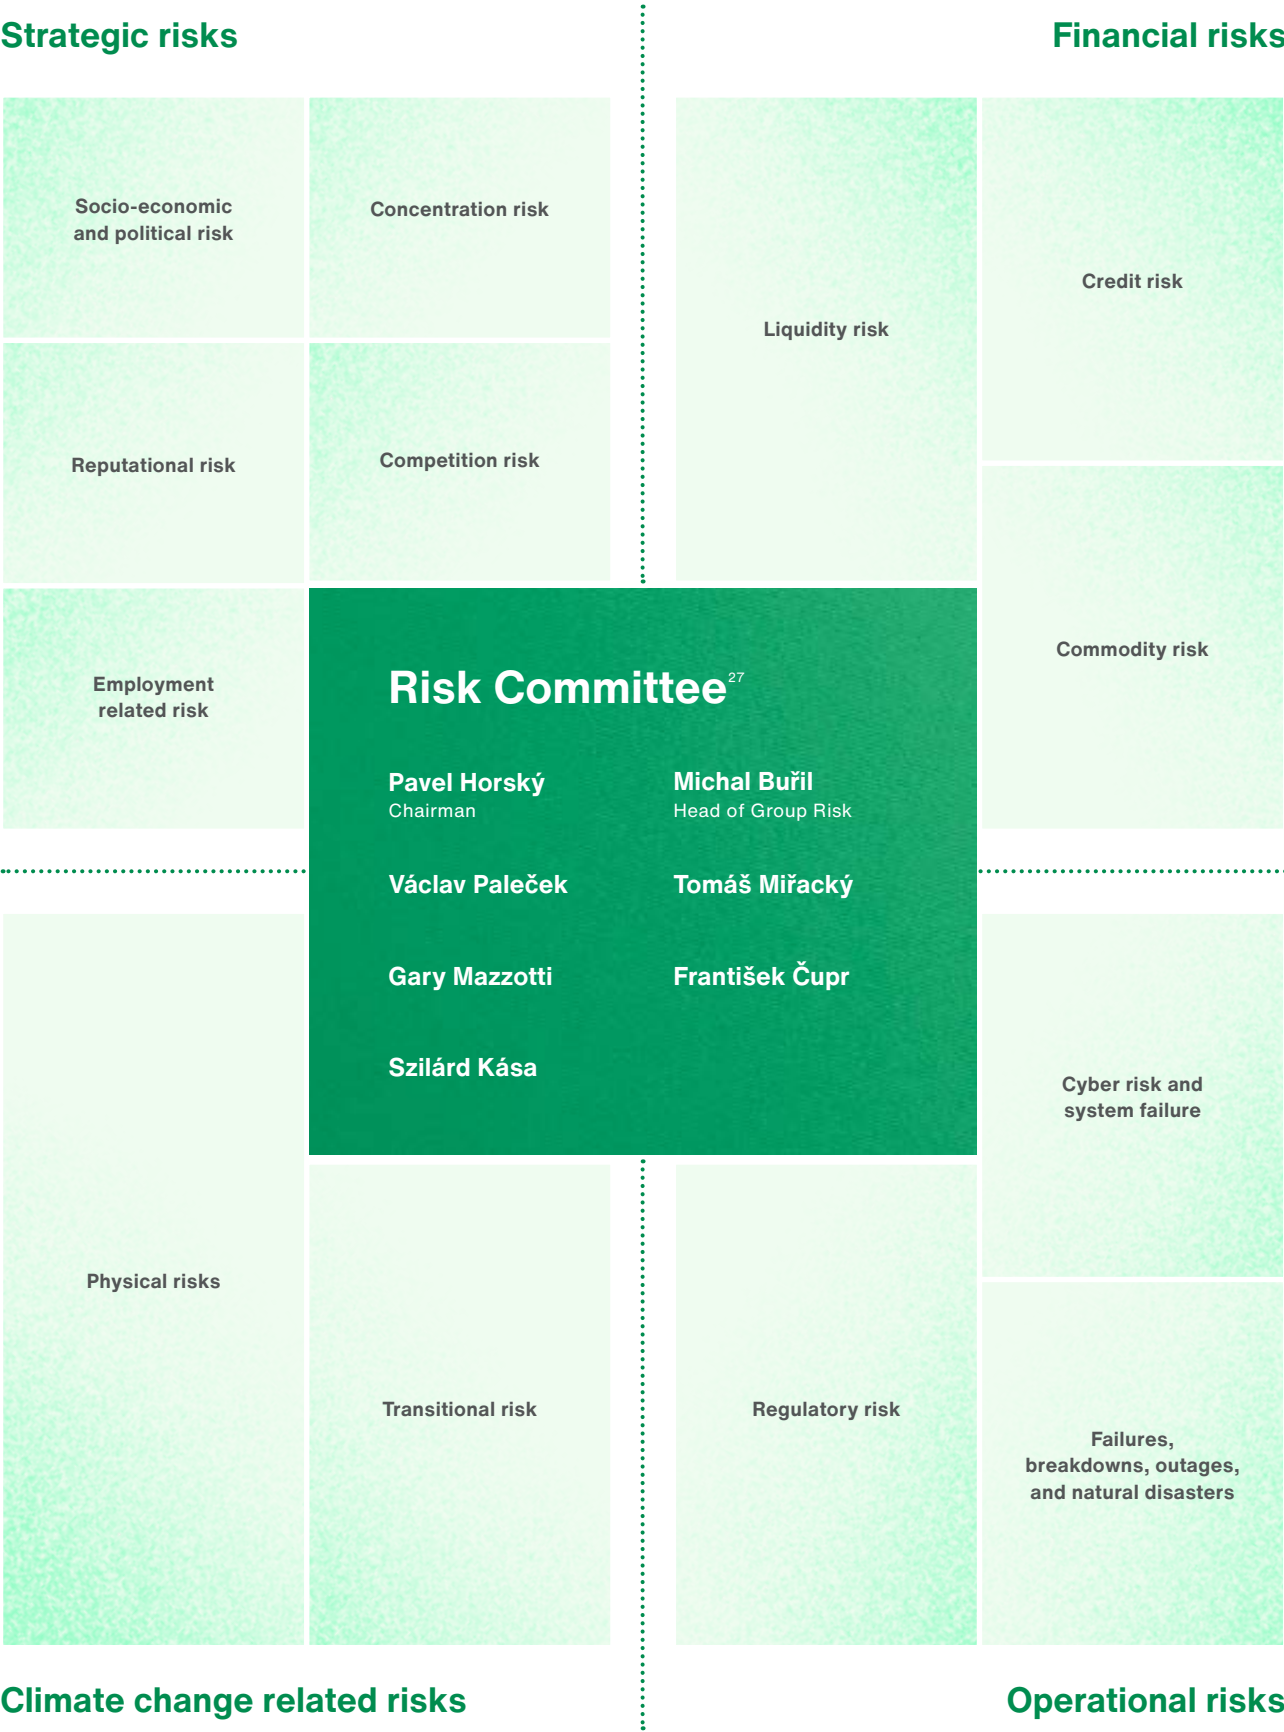 Strategic risks
Financial risks
Socio-economic
and political risk
Concentration risk
Reputational risk
Competition risk
Employment
related risk
Liquidity risk
Credit risk
Commodity risk
Risk Committee27
Pavel Horský
Chairman
Michal Buřil
Head of Group Risk
Václav Paleček
Tomáš Miřacký
Gary Mazzotti
František Čupr
Szilárd Kása
Physical risks
Transitional risk
Regulatory risk
Cyber risk and
system failure
Failures,
breakdowns, outages,
and natural disasters
Climate change related risks
Operational risks